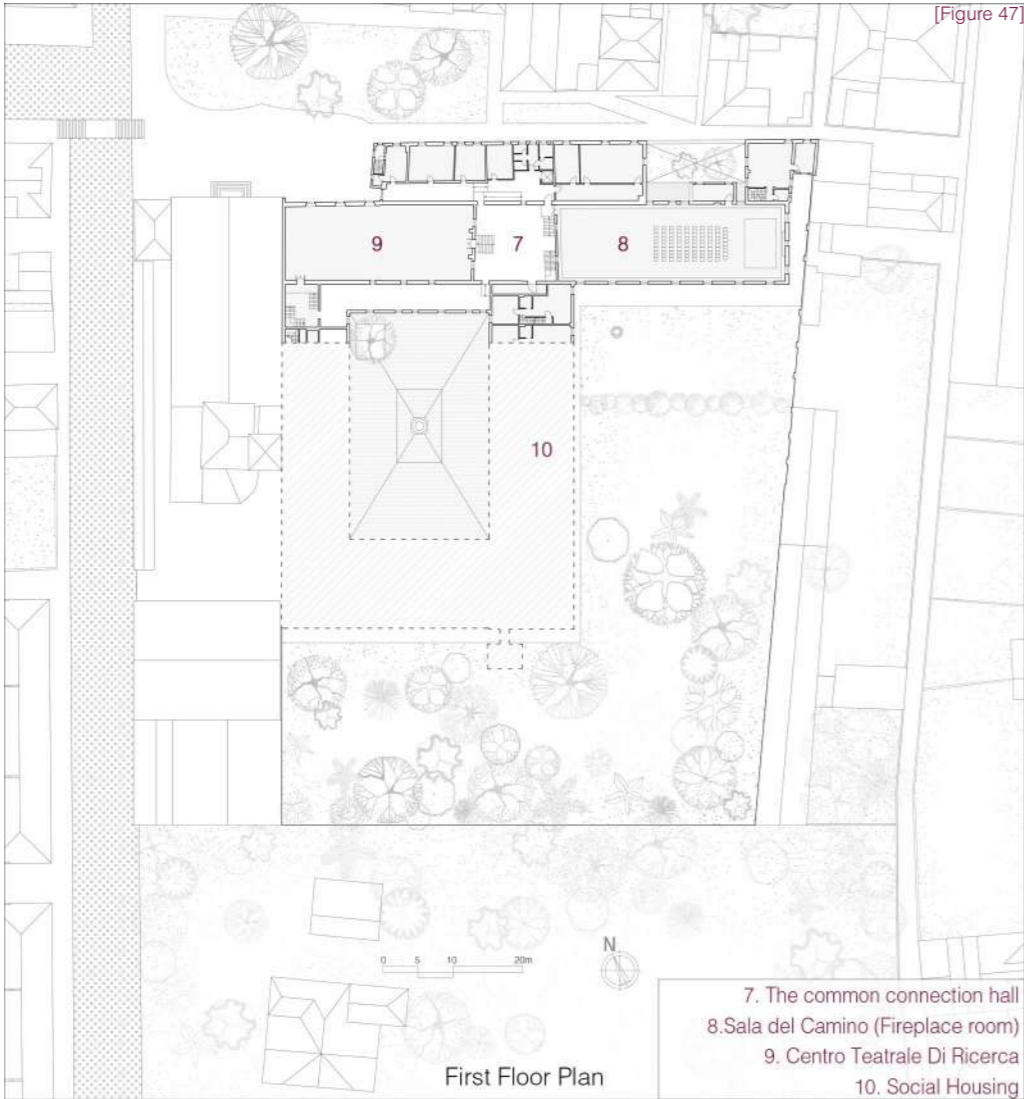 [Figure 47]
9
7
8
10
0 5 10 20m
N
First Floor Plan
7. The common connection hall
8.Sala del Camino (Fireplace room)
9. Centro Teatrale Di Ricerca
10. Social Housing